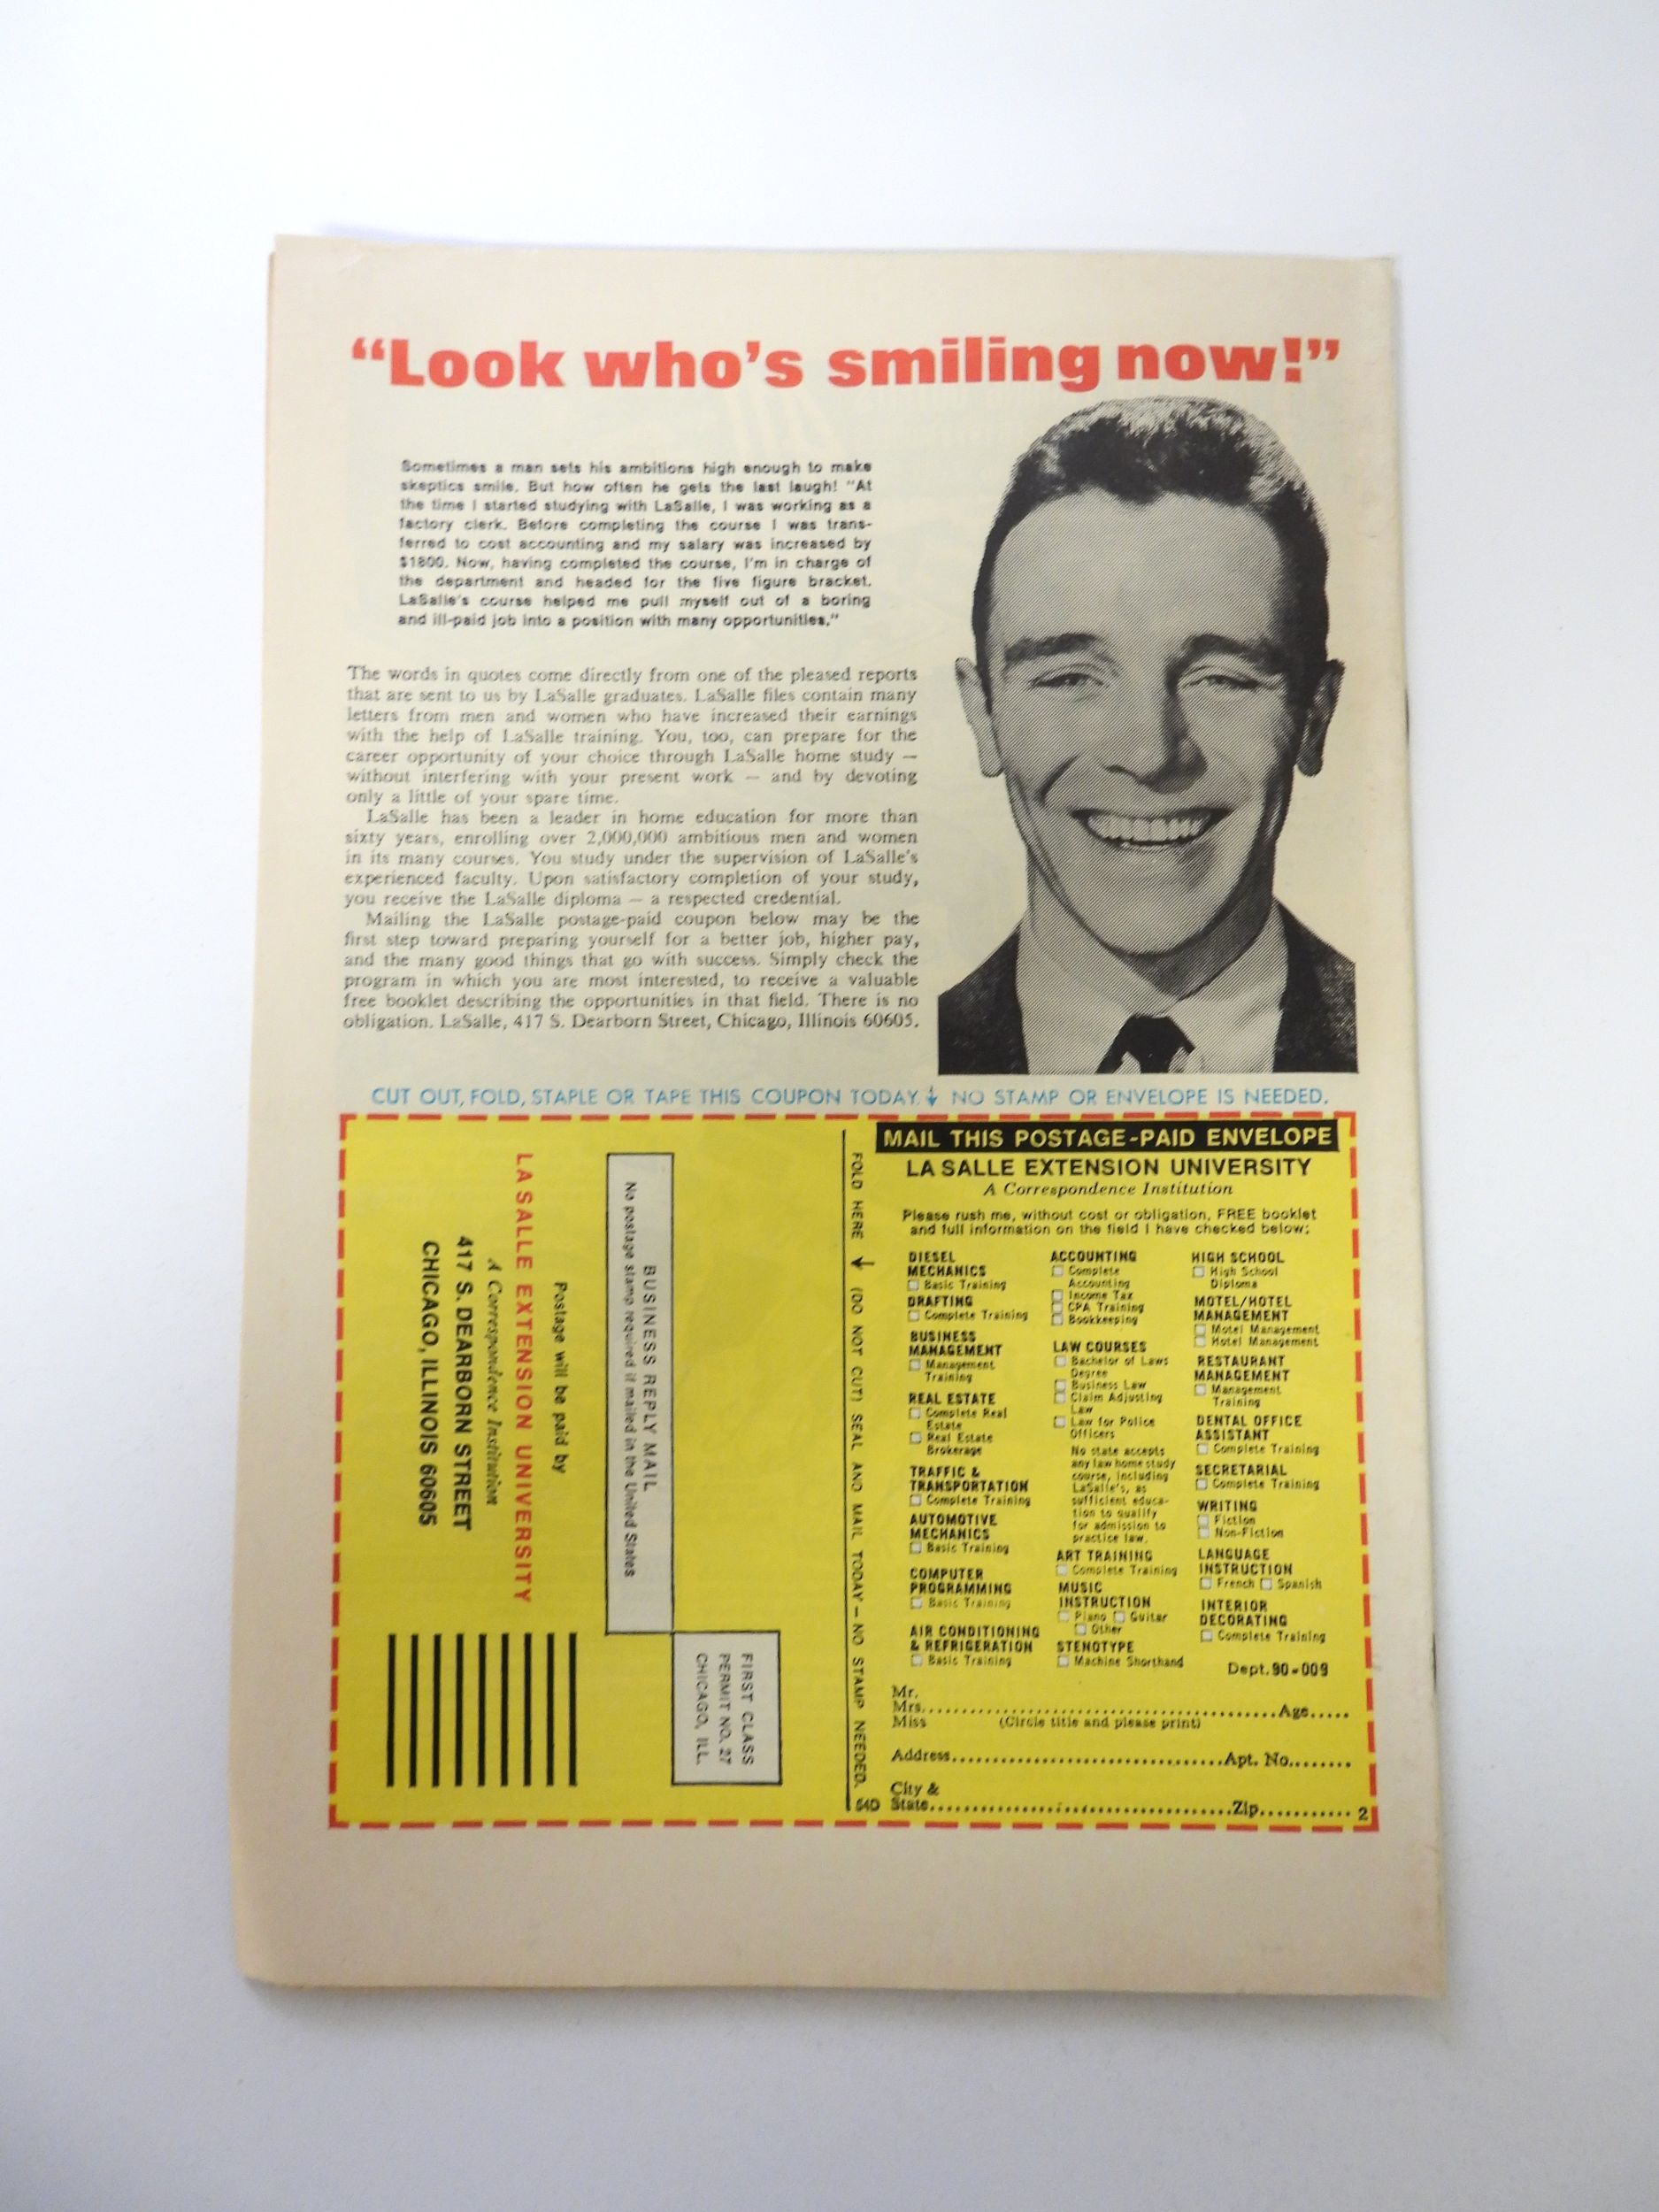 “Look who’s smiling now!”
Sometimes a man sets his ambitions high enough to make
skeptics smile. But how often he gets the last laugh! "At
the time I started studying with LaSalle, I was working as a
factory clerk. Before completing the course I was trans-
ferred to cost accounting and my salary was increased by
$1800. Now, having completed the course, I'm in charge of
the department and headed for the five figure bracket.
LaSalle's course helped me pull myself out of a boring
and ill-paid job into a position with many opportunities."
The words in quotes come directly from one of the pleased reports
that are sent to us by LaSalle graduates. LaSalle files contain many
letters from men and women who have increased their earnings
with the help of LaSalle training. You, too, can prepare for the
career opportunity of your choice through LaSalle home study —
without interfering with your present work — and by devoting
only a little of your spare time.
LaSalle has been a leader in home education for more than
sixty years, enrolling over 2,000,000 ambitious men and women
in its many courses. You study under the supervision of LaSalle's
experienced faculty. Upon satisfactory completion of your study,
you receive the LaSalle diploma — a respected credential.
Mailing the LaSalle postage-paid coupon below may be the
first step toward preparing yourself for a better job, higher pay,
and the many good things that go with success. Simply check the
program in which you are most interested, to receive a valuable
free booklet describing the opportunities in that field. There is no
obligation. LaSalle, 417 S. Dearborn Street, Chicago, Illinois 60605.
CUT OUT, FOLD, STAPLE OR TAPE THIS COUPON TODAY. NO STAMP OR ENVELOPE IS NEEDED.
FIRST CLASS
PERMIT NO. 27
CHICAGO, ILL.
BUSINESS REPLY MAIL
No postage stamp required if mailed in the United States
Postage will be paid by
LA SALLE EXTENSION UNIVERSITY
A Correspondence Institution
417 S. DEARBORN STREET
CHICAGO, ILLINOIS 60605
FOLD HERE (DO NOT CUT) SEAL AND MAIL TODAY — NO STAMP NEEDED.
540
MAIL THIS POSTAGE-PAID ENVELOPE
LA SALLE EXTENSION UNIVERSITY
A Correspondence Institution
Please rush me, without cost or obligation, FREE booklet
and full information on the field I have checked below:
DIESEL
MECHANICS
Basic Training
DRAFTING
Complete Training
BUSINESS
MANAGEMENT
Management
Training
REAL ESTATE
Complete Real
Estate
Real Estate
Brokerage
TRAFFIC &
TRANSPORTATION
Complete Training
AUTOMOTIVE
MECHANICS
Basic Training
COMPUTER
PROGRAMMING
Basic Training
AIR CONDITIONING
& REFRIGERATION
Basic Training
ACCOUNTING
Complete
Accounting
Income Tax
CPA Training
Bookkeeping
LAW COURSES
Bachelor of Laws
Degree
Business Law
Claim Adjusting
Law
Law for Police
Officers
No state accepts
any law home study
course, including
LaSalle's, as
sufficient educa-
tion to qualify
for admission to
practice law.
ART TRAINING
Complete Training
MUSIC
INSTRUCTION
Piano Guitar
Other
STENOTYPE
Machine Shorthand
HIGH SCHOOL
High School
Diploma
MOTEL/HOTEL
MANAGEMENT
Motel Management
Hotel Management
RESTAURANT
MANAGEMENT
Management
Training
DENTAL OFFICE
ASSISTANT
Complete Training
SECRETARIAL
Complete Training
WRITING
Fiction
Non-Fiction
LANGUAGE
INSTRUCTION
French Spanish
INTERIOR
DECORATING
Complete Training
Dept. 90-009
Mr.
Mrs. Age
Miss (Circle title and please print)
Address Apt. No.
City &
State Zip 2